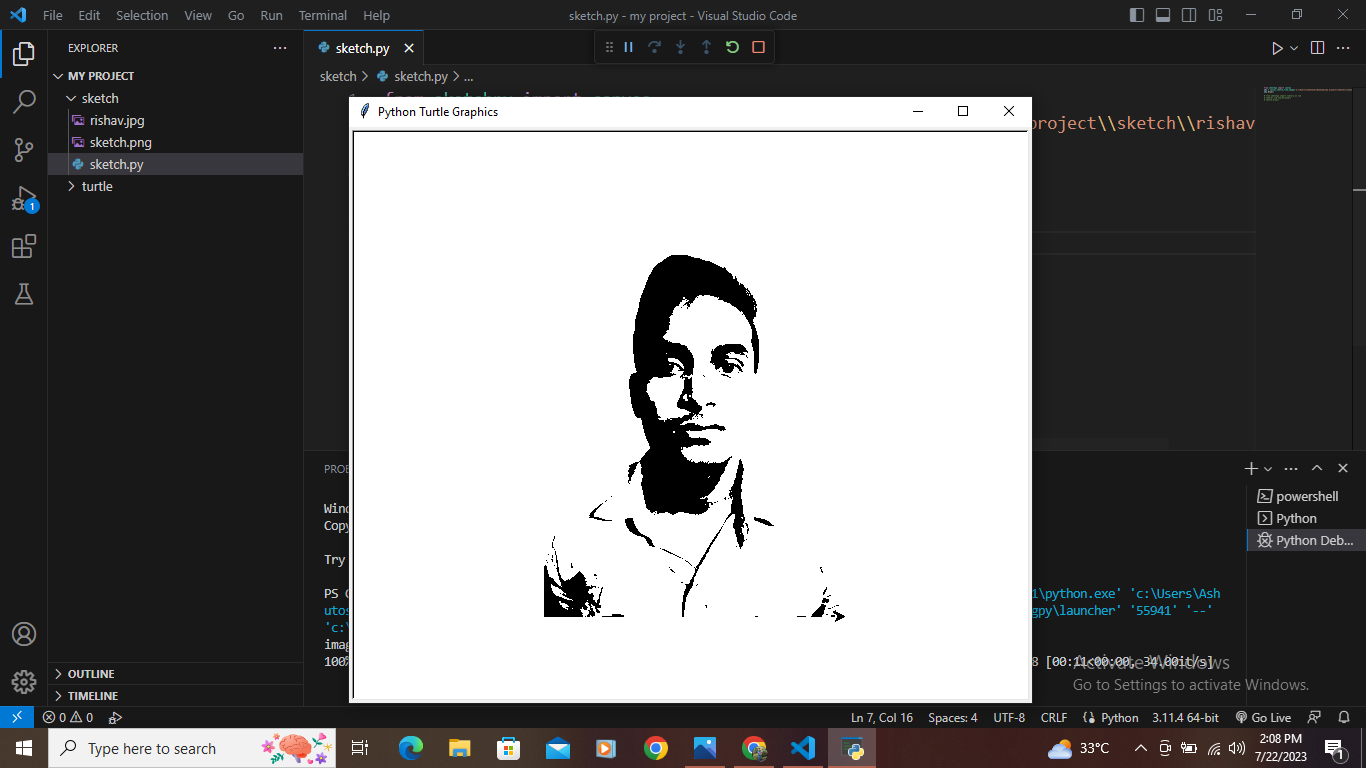 File Edit Selection View Go Run Terminal Help
sketch.py - my project - Visual Studio Code
EXPLORER
MY PROJECT
sketch
rishav.jpg
sketch.png
sketch.py
turtle
OUTLINE
TIMELINE
1
sketch.py
sketch > sketch.py > ...
Python Turtle Graphics
project\\sketch\\rishav
powershell
Python
Python Deb...
Try
1\python.exe' 'c:\Users\Ash
utos
gpy\launcher' '55941' '--'
'c:\
100%
8 [00:11<00:00, 34.00it/s]
Activate Windows
Go to Settings to activate Windows.
0 0
Ln 7, Col 16 Spaces: 4 UTF-8 CRLF Python 3.11.4 64-bit Go Live
Type here to search
33°C
2:08 PM
7/22/2023
1